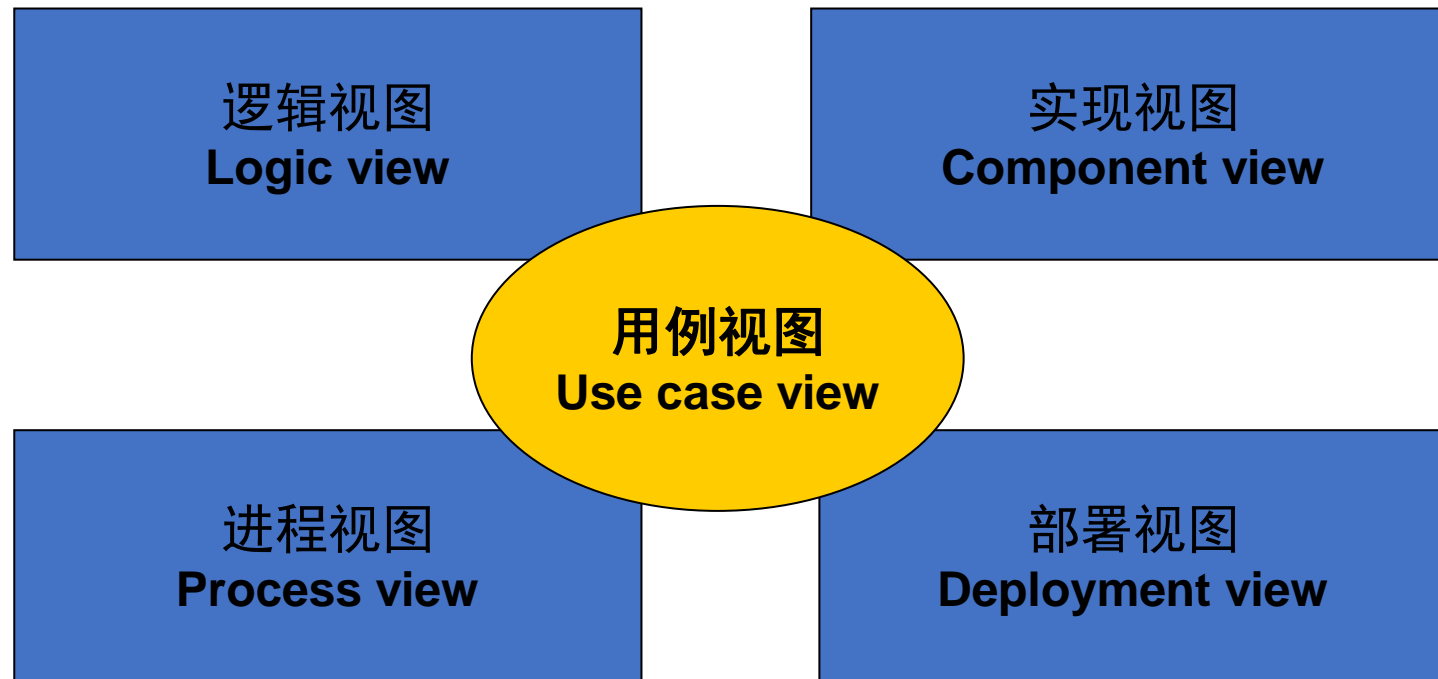 逻辑视图
Logic view
实现视图
Component view
用例视图
Use case view
进程视图
Process view
部署视图
Deployment view